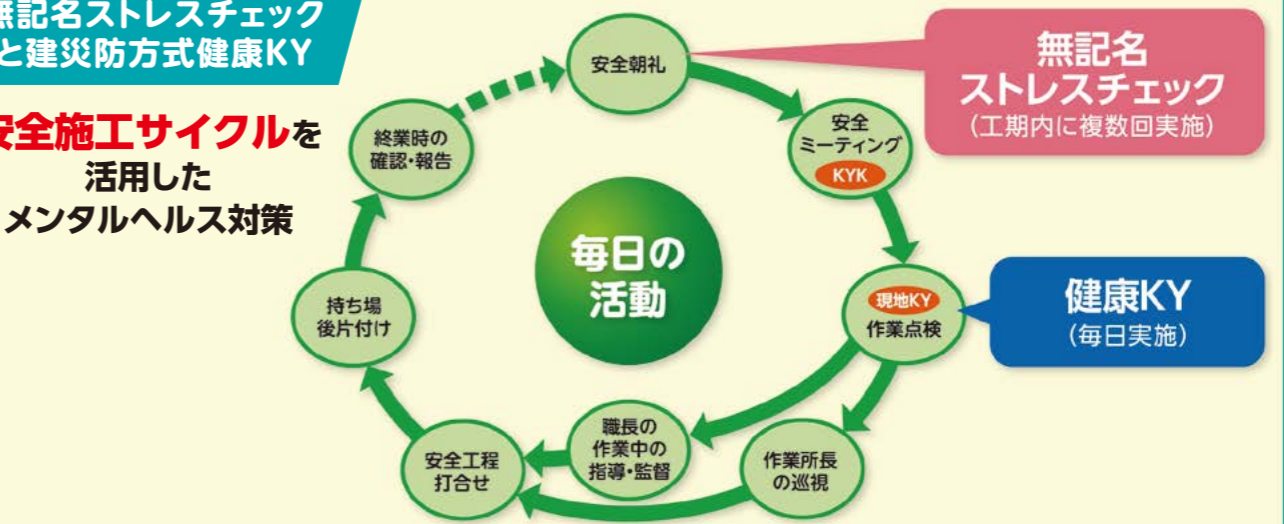 無記名ストレスチェック
と建災防方式健康KY
安全施工サイクルを
活用した
メンタルヘルス対策
安全朝礼
無記名
ストレスチェック
(工期内に複数回実施)
安全
ミーティング
KYK
終業時の
確認・報告
毎日の
活動
現地KY
作業点検
健康KY
(毎日実施)
持ち場
後片付け
職長の
作業中の
指導・監督
作業所長
の巡視
安全工程
打合せ